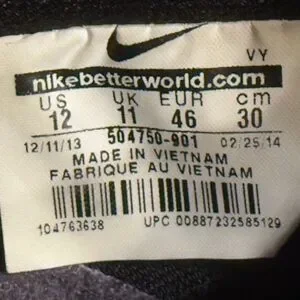 VY
nikebetterworld.com
US UK EUR cm
12 11 46 30
504750-901
12/11/13 02/25/14
MADE IN VIETNAM
FABRIQUE AU VIETNAM
104763638 UPC 00887232585129